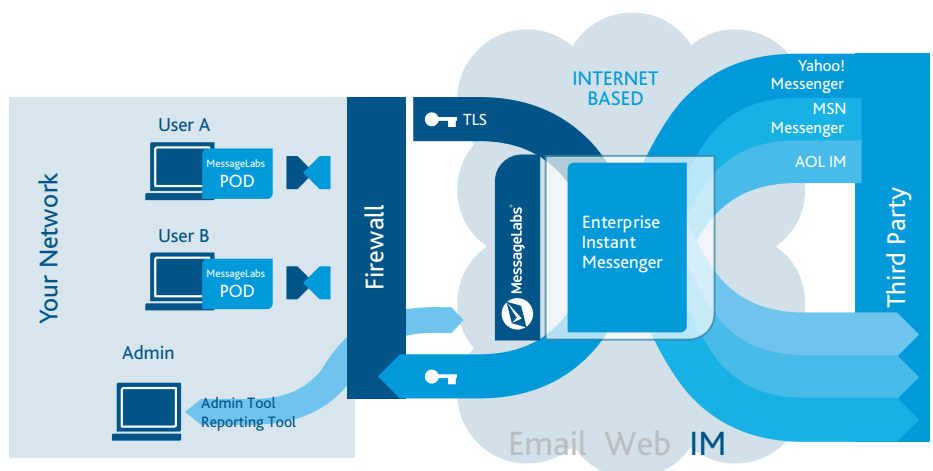 Your Network
User A
MessageLabs
POD
User B
MessageLabs
POD
Admin
Admin Tool
Reporting Tool
Firewall
TLS
INTERNET
BASED
MessageLabs
Enterprise
Instant
Messenger
Yahoo!
Messenger
MSN
Messenger
AOL IM
Third Party
Email Web IM